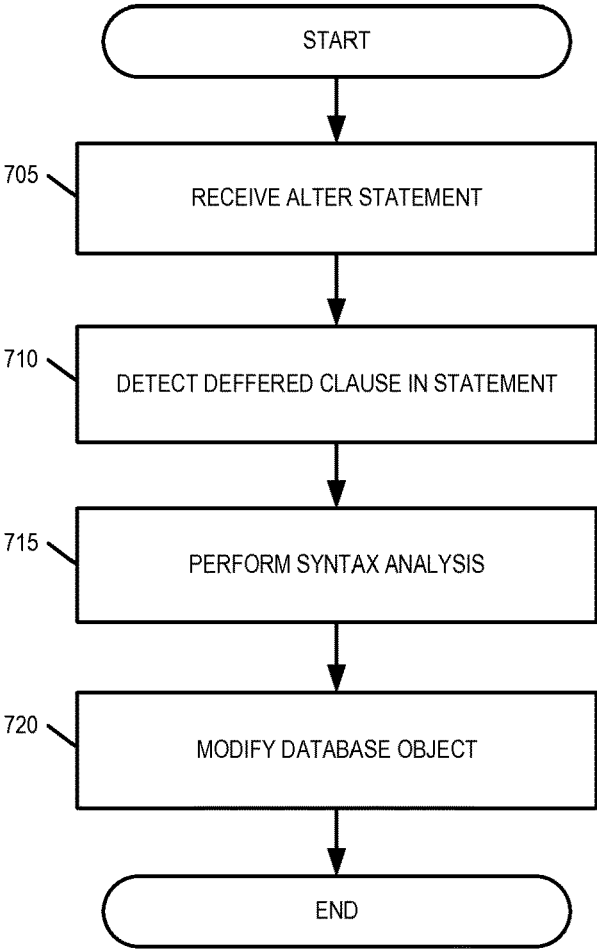 START
705
RECEIVE ALTER STATEMENT
710
DETECT DEFFERED CLAUSE IN STATEMENT
715
PERFORM SYNTAX ANALYSIS
720
MODIFY DATABASE OBJECT
END